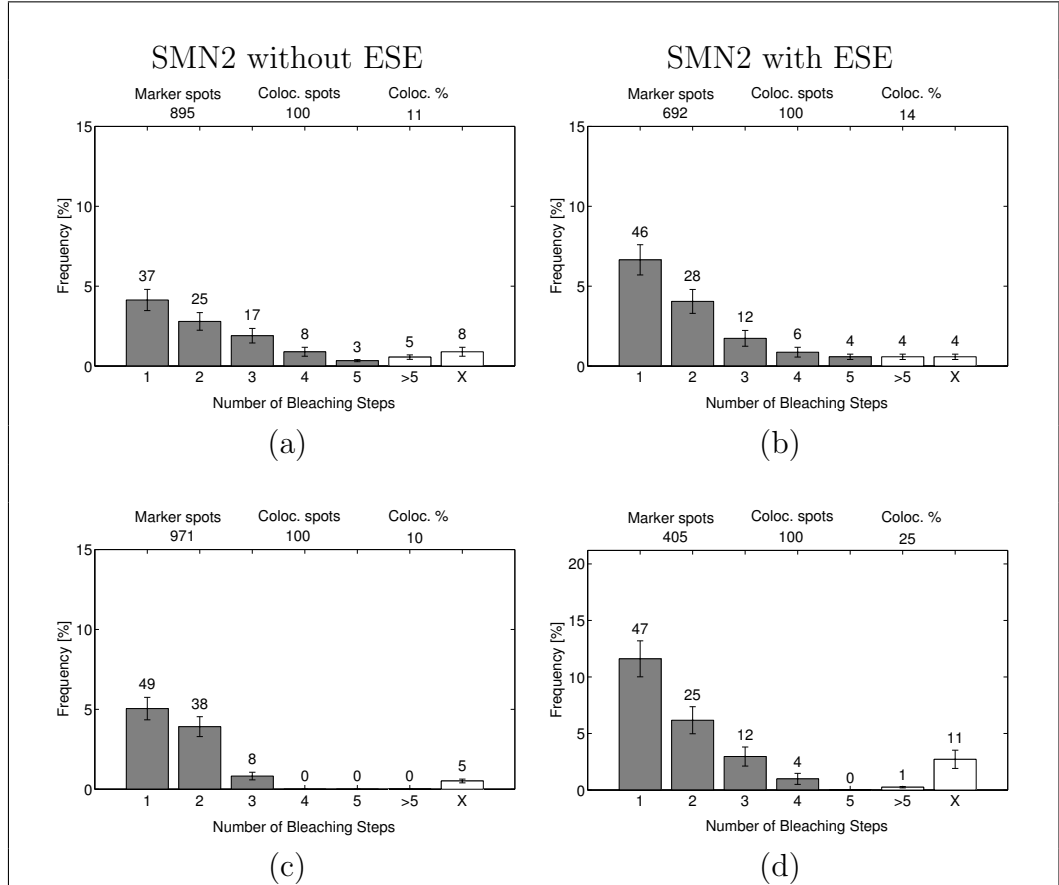 SMN2 without ESE
Marker spots Coloc. spots Coloc. %
895 100 11
15
10
5
0
Frequency [%]
37
25
17
8
3
5
8
1 2 3 4 5 >5 X
Number of Bleaching Steps
(a)
SMN2 with ESE
Marker spots Coloc. spots Coloc. %
692 100 14
15
10
5
0
Frequency [%]
46
28
12
6
4
4
4
1 2 3 4 5 >5 X
Number of Bleaching Steps
(b)
Marker spots Coloc. spots Coloc. %
971 100 10
15
10
5
0
Frequency [%]
49
38
8
0
0
0
5
1 2 3 4 5 >5 X
Number of Bleaching Steps
(c)
Marker spots Coloc. spots Coloc. %
405 100 25
20
15
10
5
0
Frequency [%]
47
25
12
4
0
1
11
1 2 3 4 5 >5 X
Number of Bleaching Steps
(d)